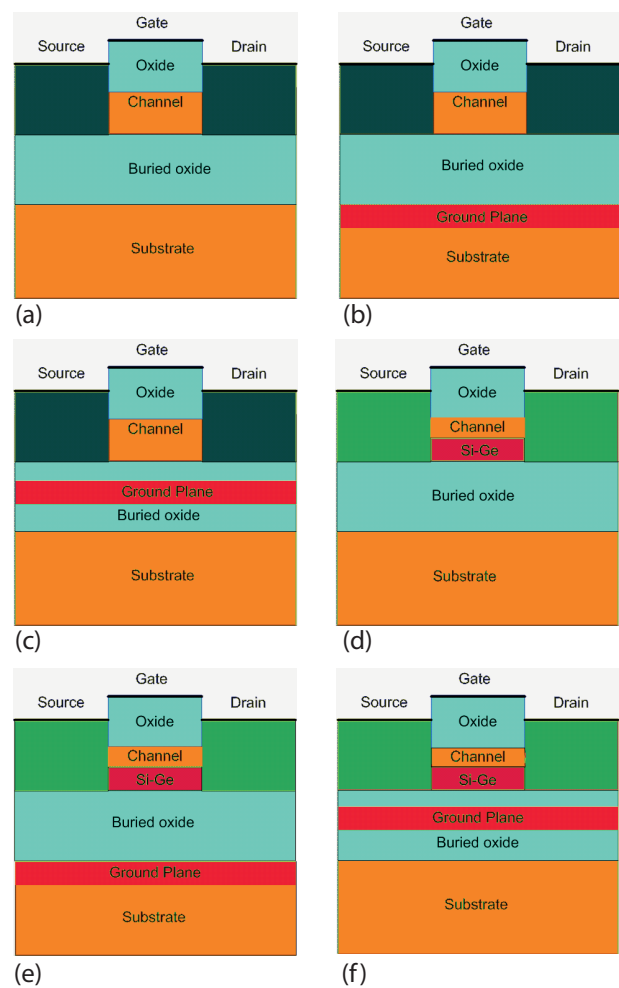 Gate
Source Drain
Oxide
Channel
Buried oxide
Substrate
(a)
Gate
Source Drain
Oxide
Channel
Buried oxide
Ground Plane
Substrate
(b)
Gate
Source Drain
Oxide
Channel
Ground Plane
Buried oxide
Substrate
(c)
Gate
Source Drain
Oxide
Channel
Si-Ge
Buried oxide
Substrate
(d)
Gate
Source Drain
Oxide
Channel
Si-Ge
Buried oxide
Ground Plane
Substrate
(e)
Gate
Source Drain
Oxide
Channel
Si-Ge
Ground Plane
Buried oxide
Substrate
(f)